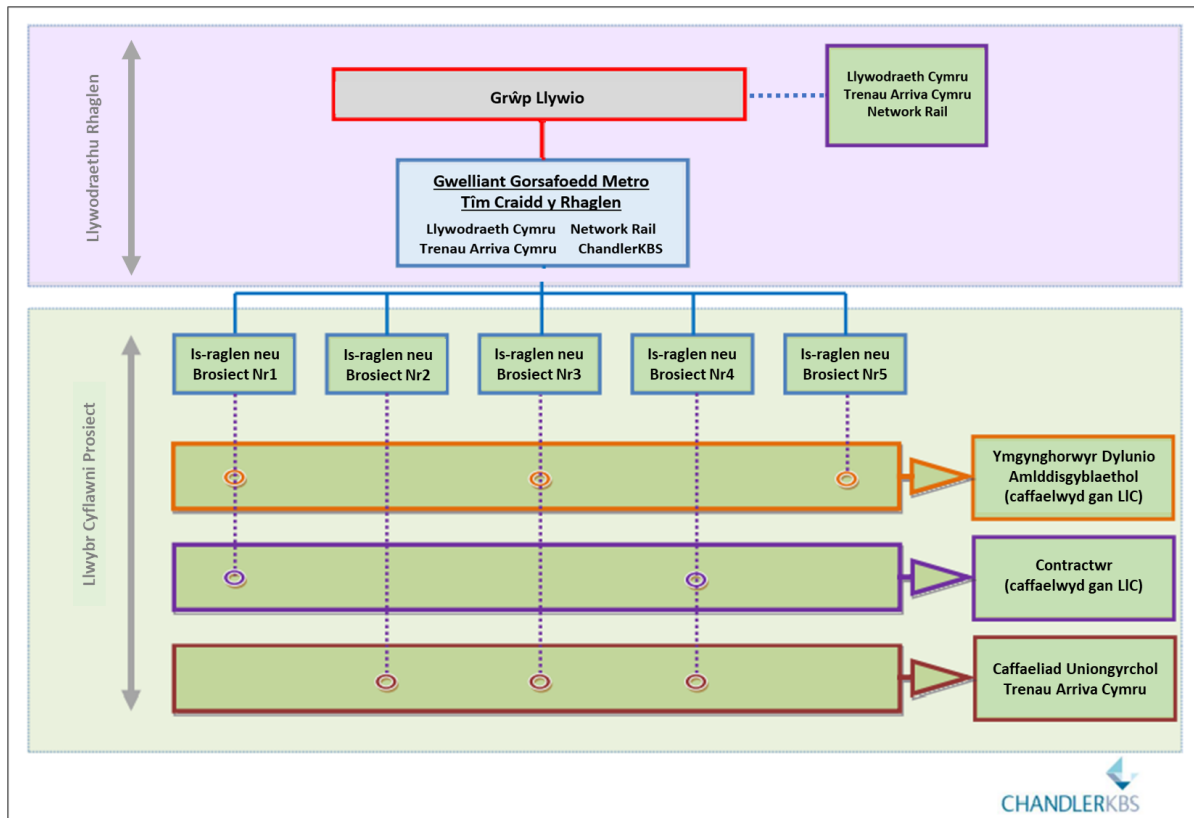 Llywodraethu Rhaglen
Grŵp Llywio
Llywodraeth Cymru
Trenau Arriva Cymru
Network Rail
Gwelliant Gorsafoedd Metro
Tîm Craidd y Rhaglen
Llywodraeth Cymru Network Rail
Trenau Arriva Cymru ChandlerKBS
Llwybr Cyflawni Prosiect
Is-raglen neu
Brosiect Nr1
Is-raglen neu
Brosiect Nr2
Is-raglen neu
Brosiect Nr3
Is-raglen neu
Brosiect Nr4
Is-raglen neu
Brosiect Nr5
Ymgynghorwyr Dylunio
Amlddisgyblaethol
(caffaelwyd gan LlC)
Contractwr
(caffaelwyd gan LlC)
Caffaeliad Uniongyrchol
Trenau Arriva Cymru
CHANDLERKBS